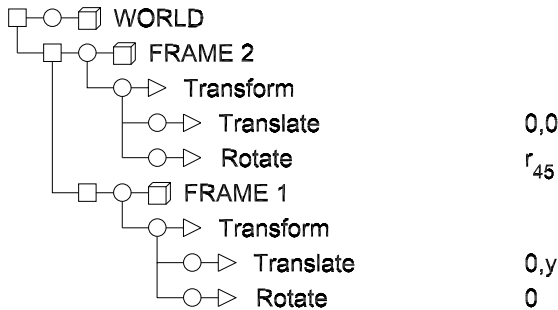 WORLD
FRAME 2
Transform
Translate 0,0
Rotate r45
FRAME 1
Transform
Translate 0,y
Rotate 0